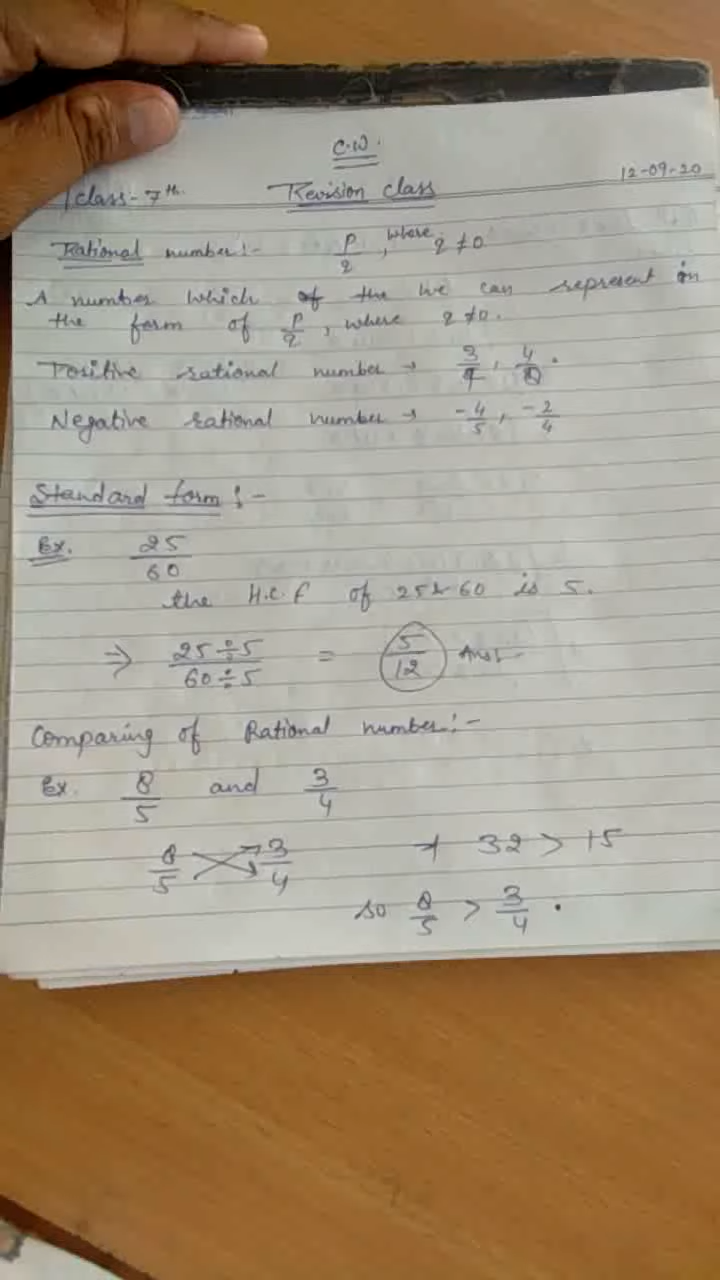 C.W.
Class - 7th. Revision class 12-09-20
Rational number :- p/q, where q ≠ 0
A number which of the we can represent in
the form of p/q, where q ≠ 0.
Positive rational number → 3/7, 4/8.
Negative rational number → -4/5, -2/4
Standard form :-
Ex. 25/60
the H.C.F of 25 & 60 is 5.
⇒ 25÷5/60÷5 = 5/12 Ans.
Comparing of Rational number :-
Ex. 8/5 and 3/4
8/5 3/4 → 32 > 15
so 8/5 > 3/4.